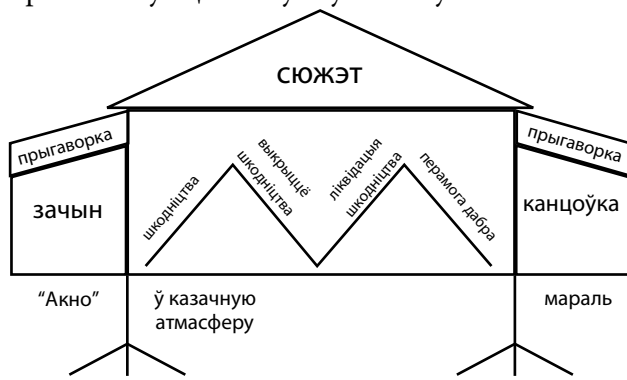 СЮЖЭТ
прыгаворка
прыгаворка
зачын
шкодніцтва
выкрыццё
шкодніцтва
ліквідацыя
шкодніцтва
перамога дабра
канцоўка
“Акно”
ў казачную
атмасферу
мараль